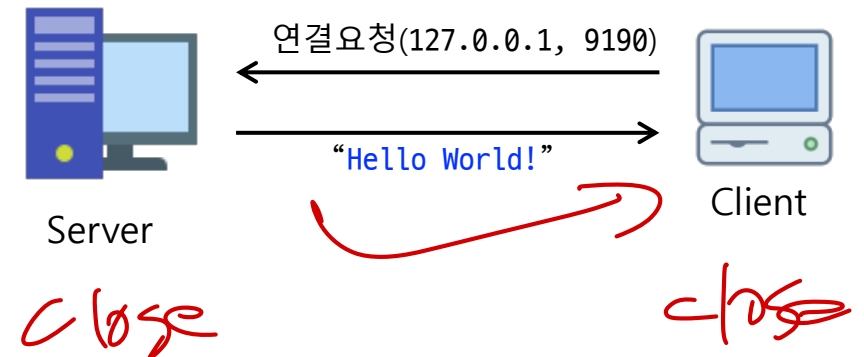 연결요청(127.0.0.1, 9190)
“Hello World!”
Server
Client
close
close